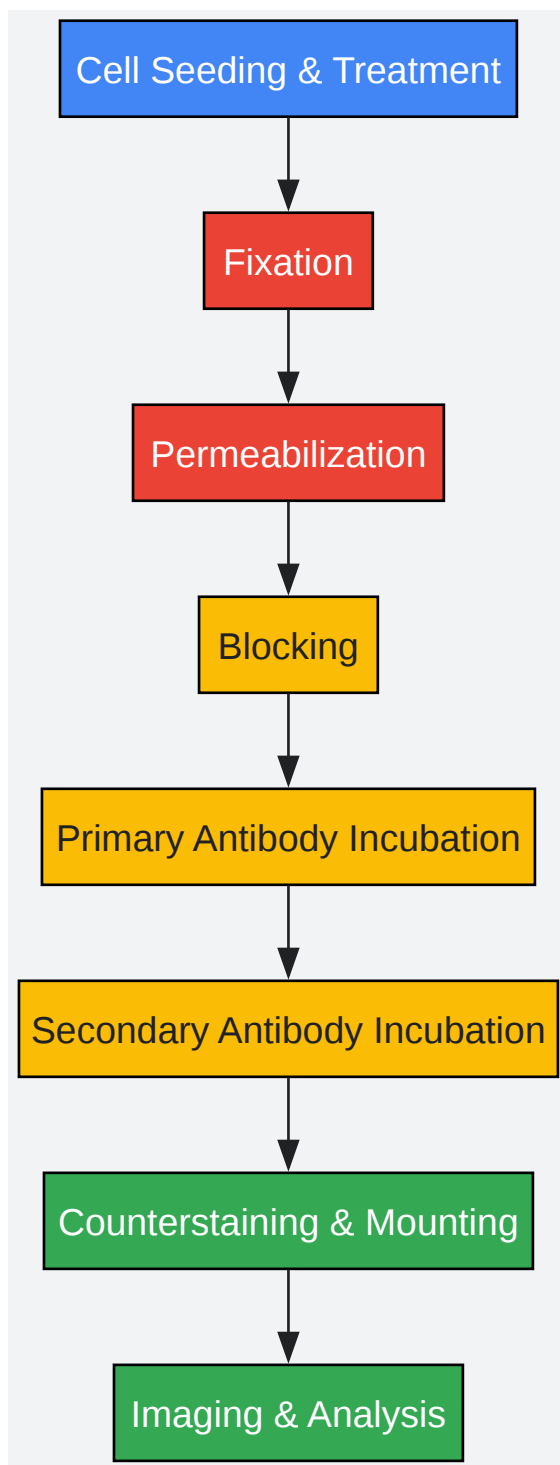 Cell Seeding & Treatment
Fixation
Permeabilization
Blocking
Primary Antibody Incubation
Secondary Antibody Incubation
Counterstaining & Mounting
Imaging & Analysis